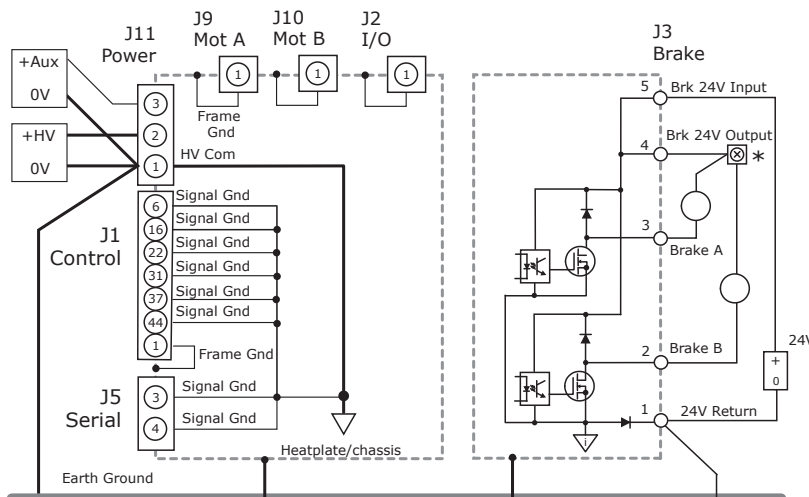 J11
Power
J9
Mot A
J10
Mot B
J2
I/O
J3
Brake
+Aux
0V
+HV
0V
3
2
1
1
1
1
Frame
Gnd
HV Com
J1
Control
6
Signal Gnd
16
Signal Gnd
22
Signal Gnd
31
Signal Gnd
37
Signal Gnd
44
Signal Gnd
1
Frame Gnd
J5
Serial
3
Signal Gnd
4
Signal Gnd
Heatplate/chassis
Earth Ground
5
Brk 24V Input
4
Brk 24V Output
*
3
Brake A
2
Brake B
1
24V Return
24V
+
0
i